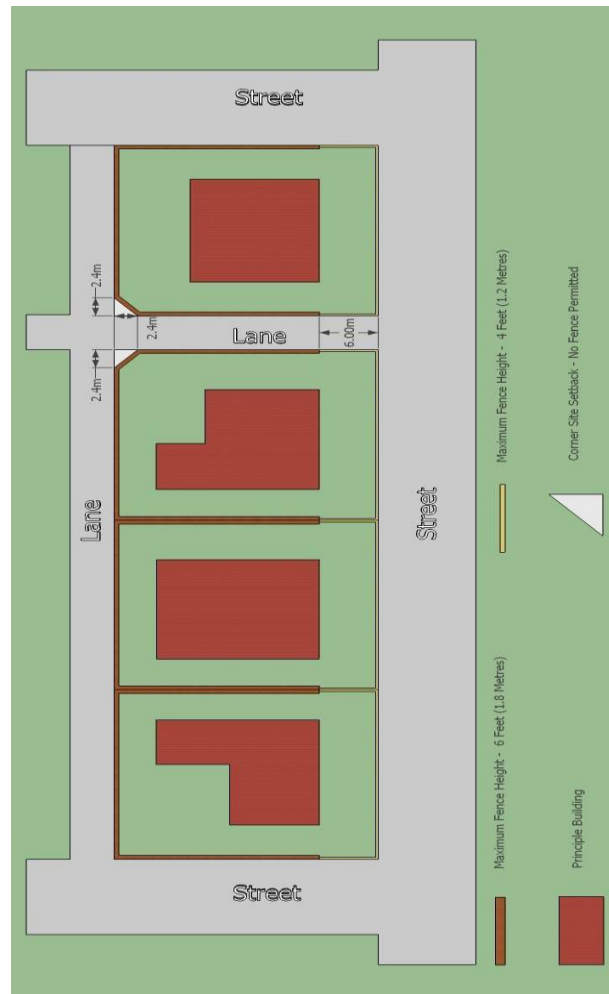 Street
2.4m
2.4m
Lane
6.00m
2.4m
Lane
Street
Street
Maximum Fence Height - 6 Feet (1.8 Metres)
Maximum Fence Height - 4 Feet (1.2 Metres)
Principle Building
Corner Site Setback - No Fence Permitted